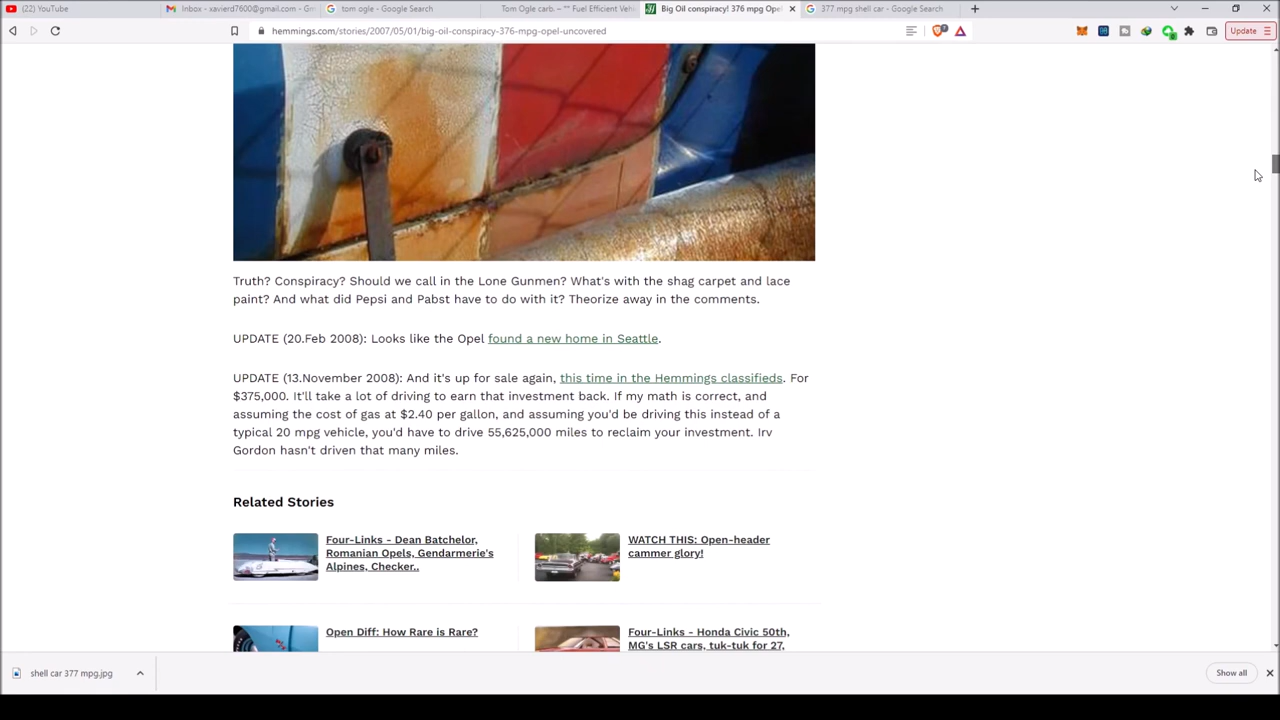 (22) YouTube
Inbox - xavierd7600@gmail.com - Gm
tom ogle - Google Search
Tom Ogle carb. – ** Fuel Efficient Vehi
Big Oil conspiracy! 376 mpg Ope
377 mpg shell car - Google Search
hemmings.com/stories/2007/05/01/big-oil-conspiracy-376-mpg-opel-uncovered
Update
Truth? Conspiracy? Should we call in the Lone Gunmen? What's with the shag carpet and lace
paint? And what did Pepsi and Pabst have to do with it? Theorize away in the comments.
UPDATE (20.Feb 2008): Looks like the Opel found a new home in Seattle.
UPDATE (13.November 2008): And it's up for sale again, this time in the Hemmings classifieds. For
$375,000. It'll take a lot of driving to earn that investment back. If my math is correct, and
assuming the cost of gas at $2.40 per gallon, and assuming you'd be driving this instead of a
typical 20 mpg vehicle, you'd have to drive 55,625,000 miles to reclaim your investment. Irv
Gordon hasn't driven that many miles.
Related Stories
Four-Links - Dean Batchelor,
Romanian Opels, Gendarmerie's
Alpines, Checker..
WATCH THIS: Open-header
cammer glory!
Open Diff: How Rare is Rare?
Four-Links - Honda Civic 50th,
MG's LSR cars, tuk-tuk for 27,
shell car 377 mpg.jpg
Show all